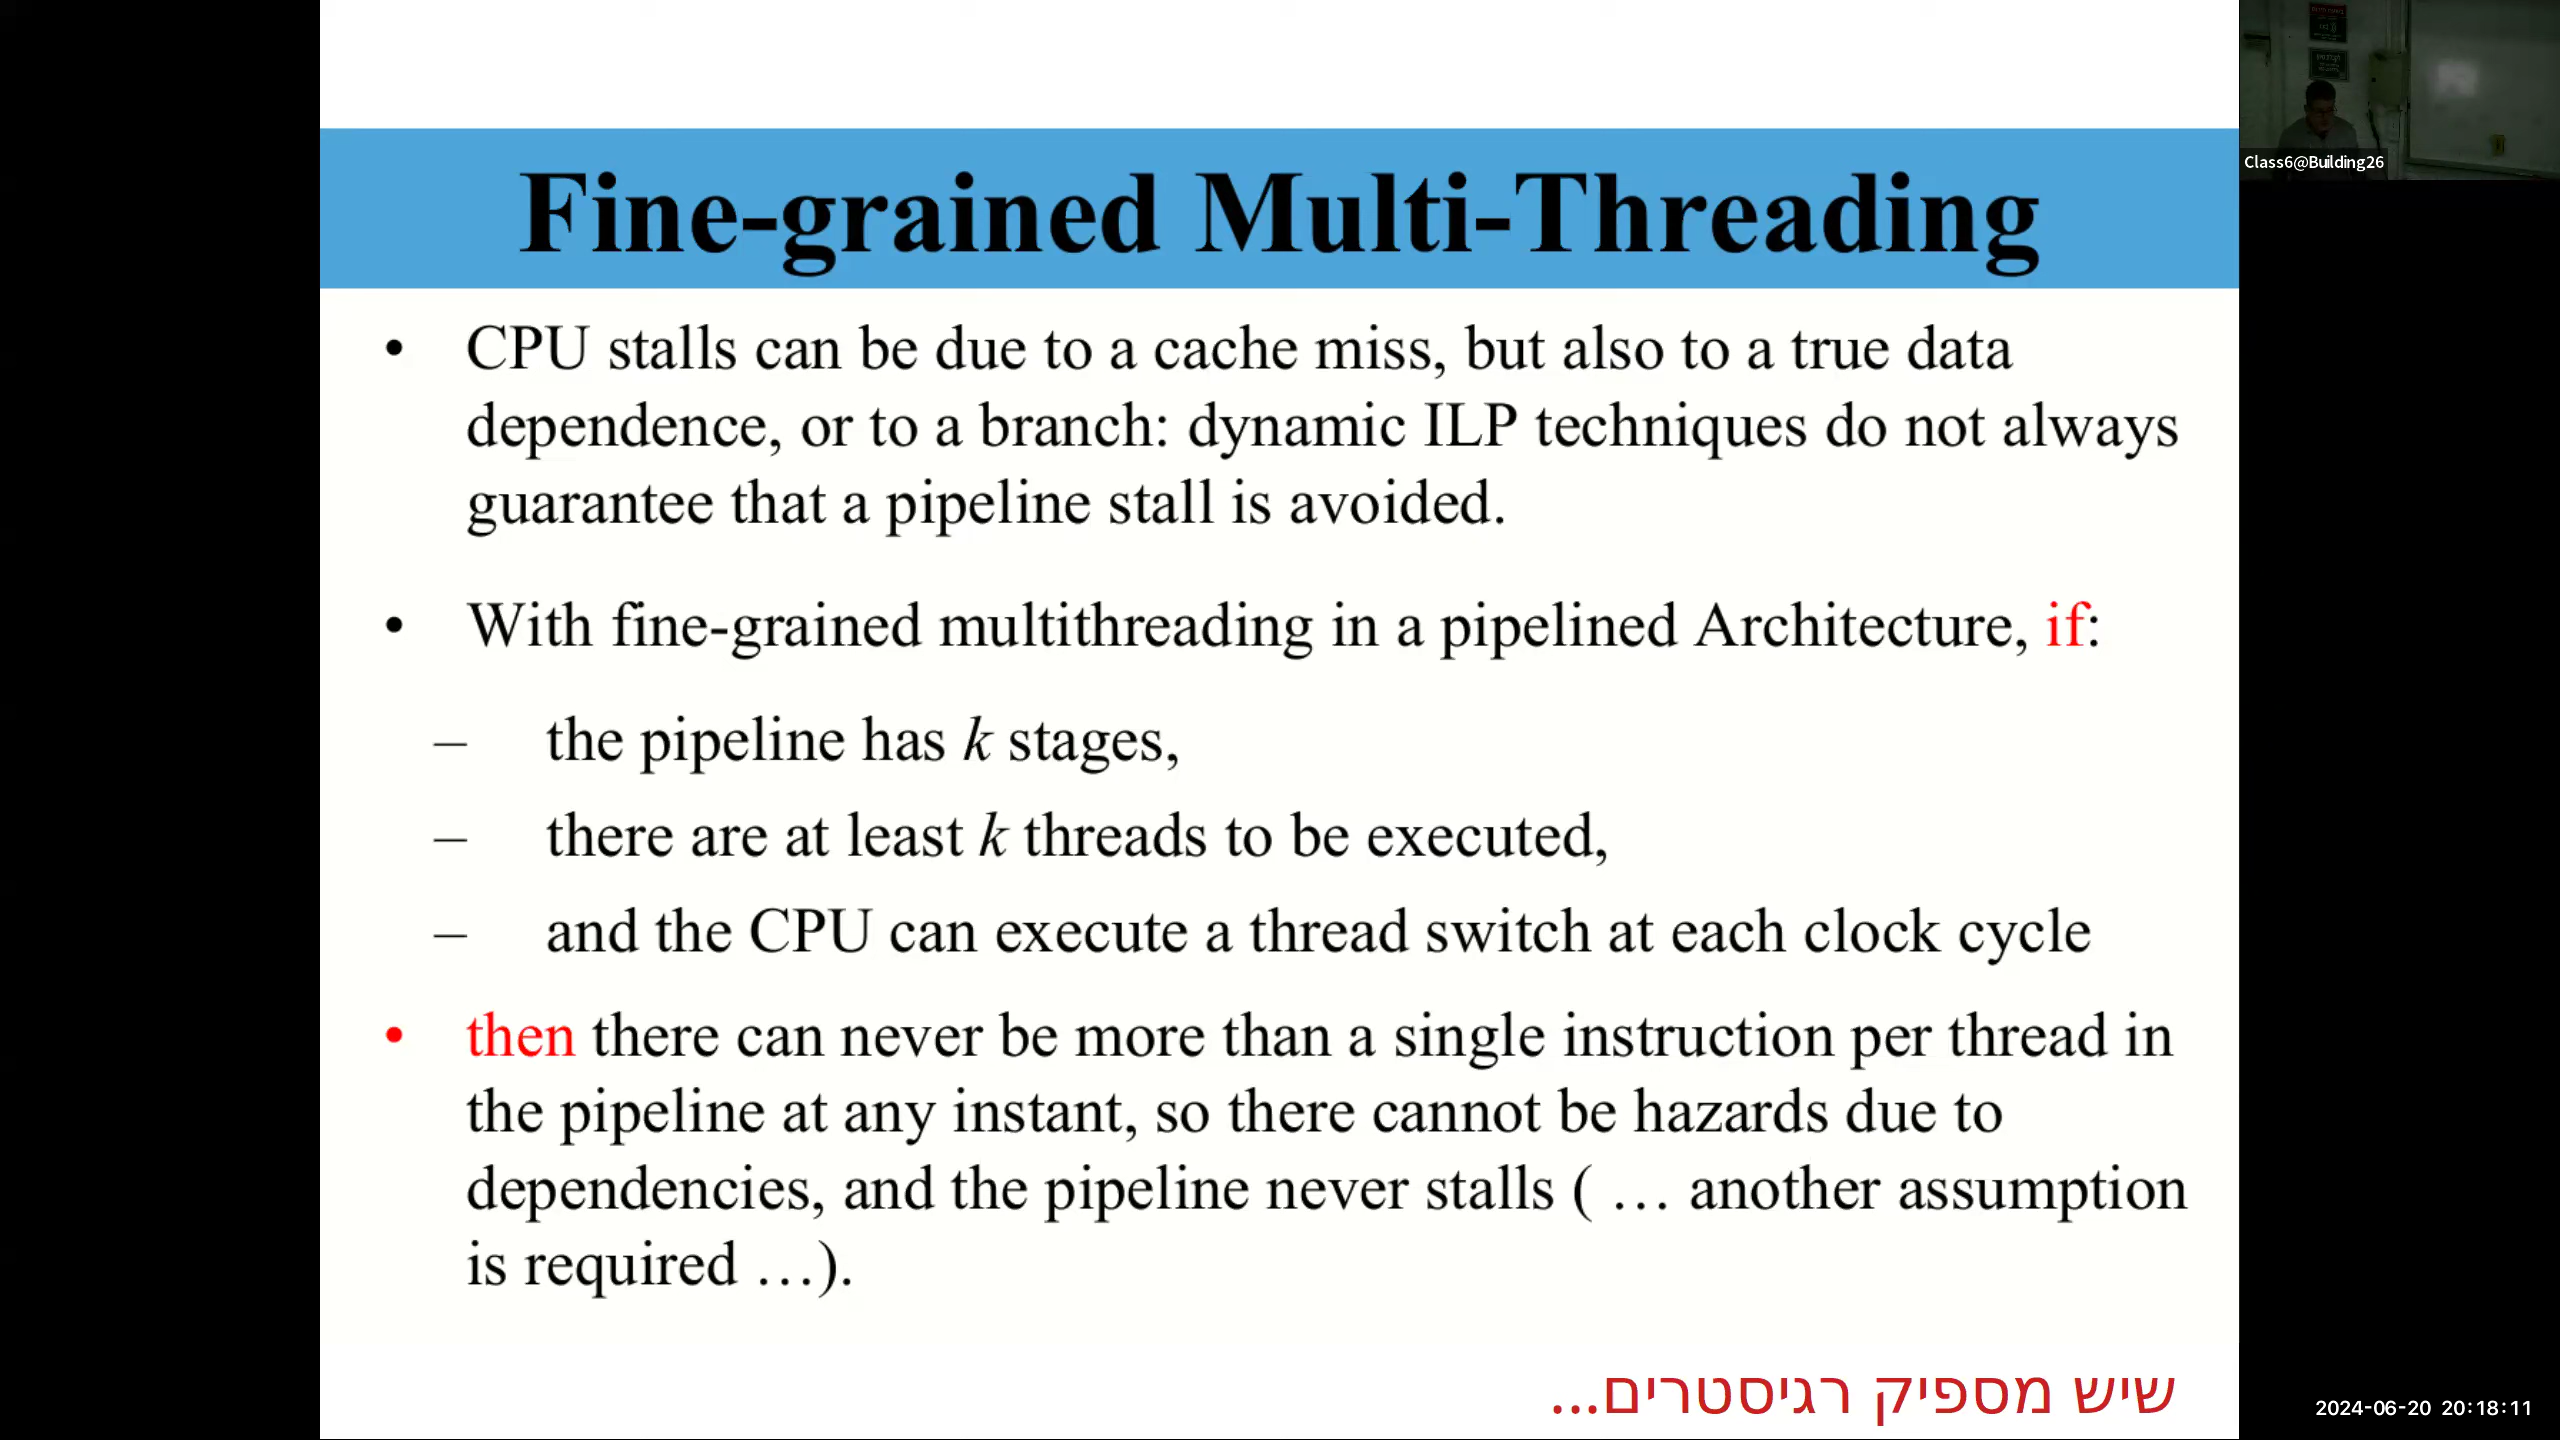 Fine-grained Multi-Threading
• CPU stalls can be due to a cache miss, but also to a true data
dependence, or to a branch: dynamic ILP techniques do not always
guarantee that a pipeline stall is avoided.
• With fine-grained multithreading in a pipelined Architecture, if:
– the pipeline has k stages,
– there are at least k threads to be executed,
– and the CPU can execute a thread switch at each clock cycle
• then there can never be more than a single instruction per thread in
the pipeline at any instant, so there cannot be hazards due to
dependencies, and the pipeline never stalls ( … another assumption
is required …).
שיש מספיק רגיסטרים...
Class6@Building26
2024-06-20 20:18:11